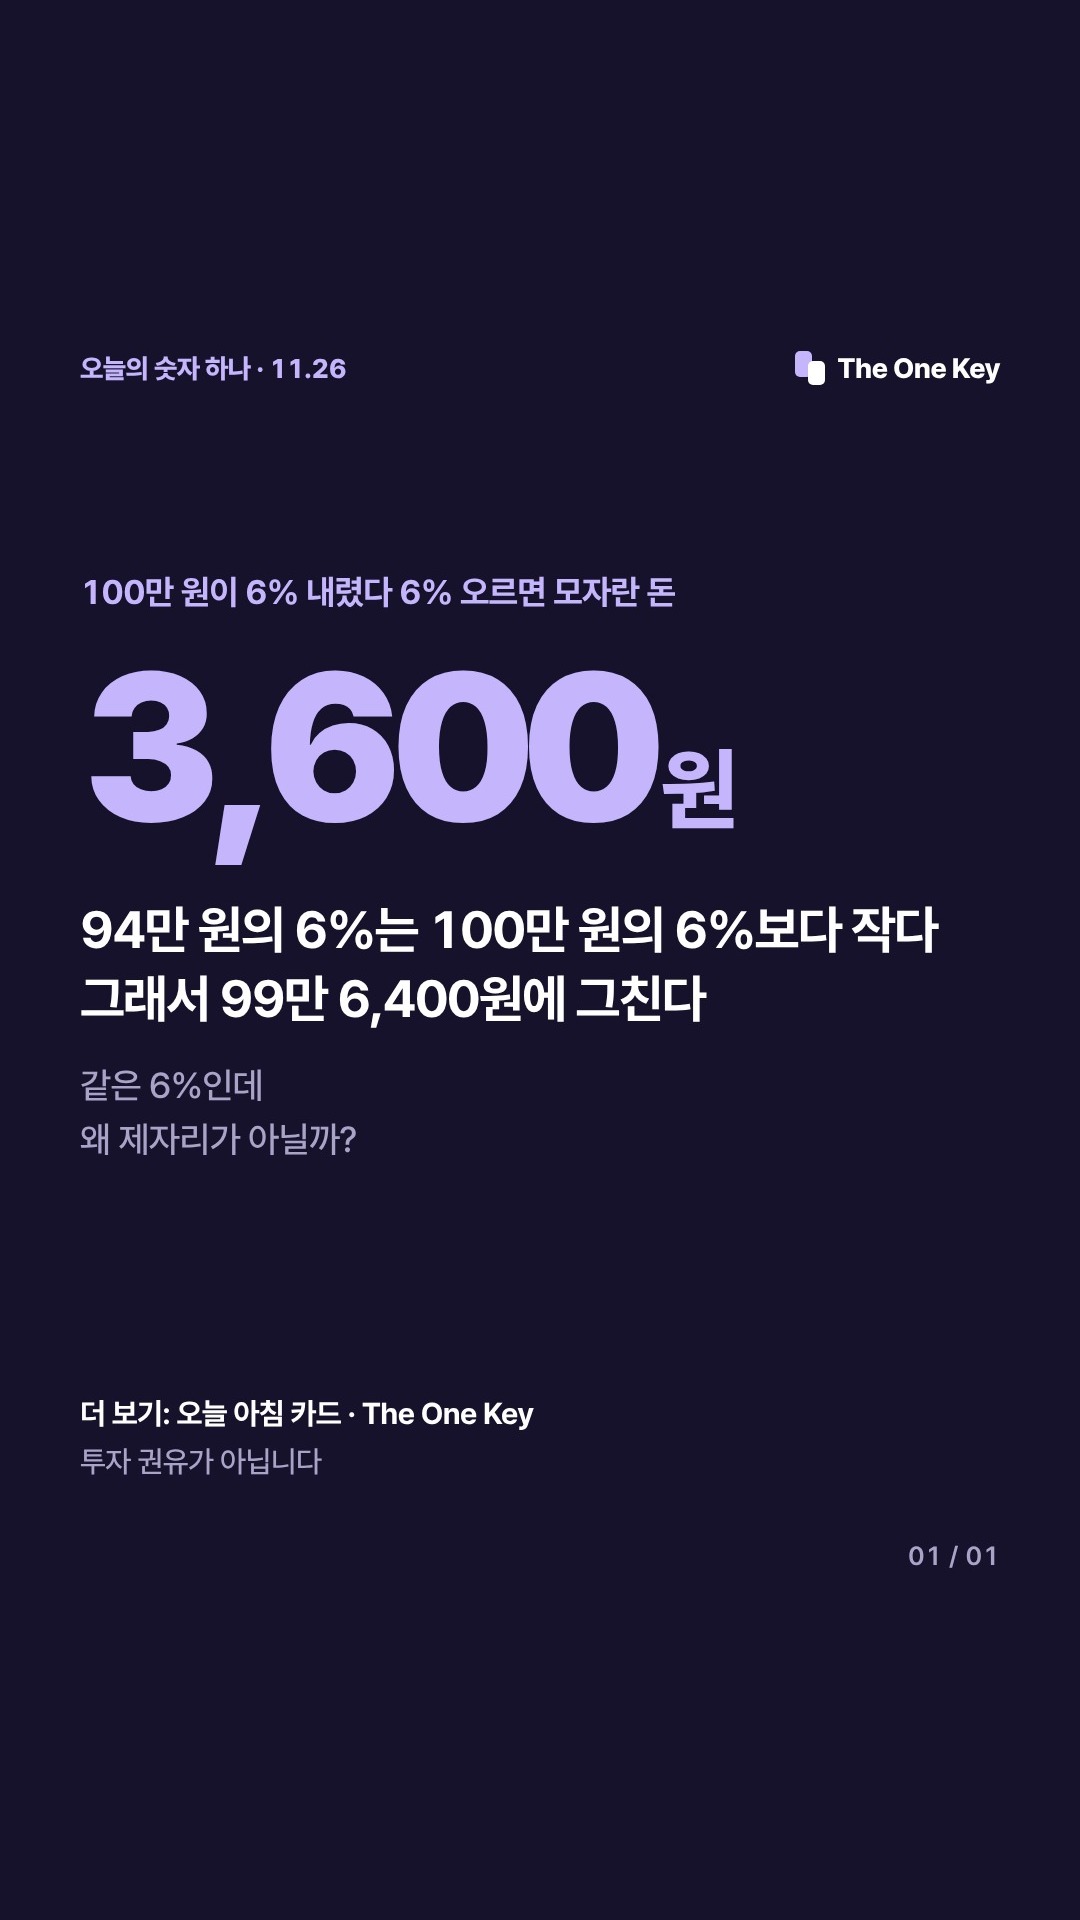 오늘의 숫자 하나 · 11.26
The One Key
100만 원이 6% 내렸다 6% 오르면 모자란 돈
3,600원
94만 원의 6%는 100만 원의 6%보다 작다
그래서 99만 6,400원에 그친다
같은 6%인데
왜 제자리가 아닐까?
더 보기: 오늘 아침 카드 · The One Key
투자 권유가 아닙니다
01 / 01